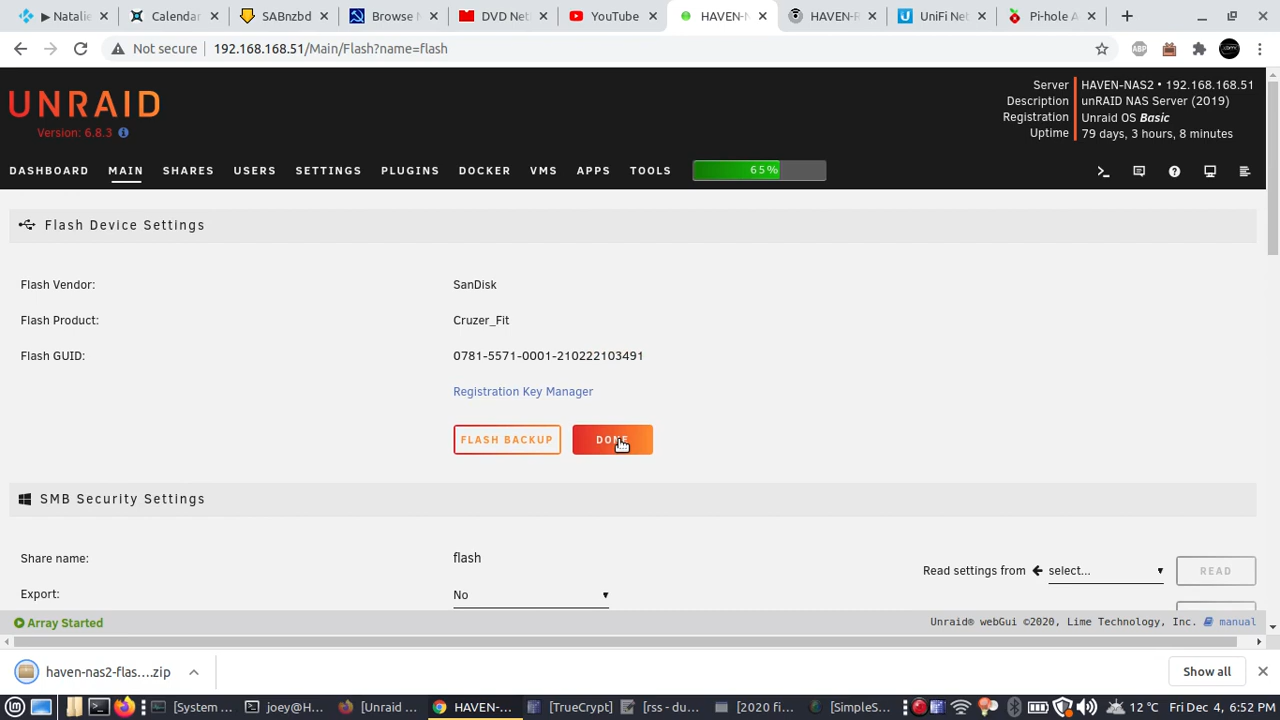 ▶ Natalie
Calendar
SABnzbd
Browse
DVD Net
YouTube
HAVEN-N
HAVEN-R
UniFi Ne
Pi-hole A
Not secure
192.168.168.51/Main/Flash?name=flash
ABP
UNRAID
Version: 6.8.3
Server
HAVEN-NAS2 • 192.168.168.51
Description
unRAID NAS Server (2019)
Registration
Unraid OS Basic
Uptime
79 days, 3 hours, 8 minutes
DASHBOARD MAIN SHARES USERS SETTINGS PLUGINS DOCKER VMS APPS TOOLS 65%
Flash Device Settings
Flash Vendor: SanDisk
Flash Product: Cruzer_Fit
Flash GUID: 0781-5571-0001-210222103491
Registration Key Manager
FLASH BACKUP DONE
SMB Security Settings
Share name: flash
Read settings from select... READ
Export: No
Array Started
Unraid® webGui ©2020, Lime Technology, Inc. manual
haven-nas2-flas....zip
Show all
[System ...
joey@H...
[Unraid ...
HAVEN-...
[TrueCrypt]
[rss - du...
[2020 fi...
[SimpleS...
12 °C
Fri Dec 4, 6:52 PM